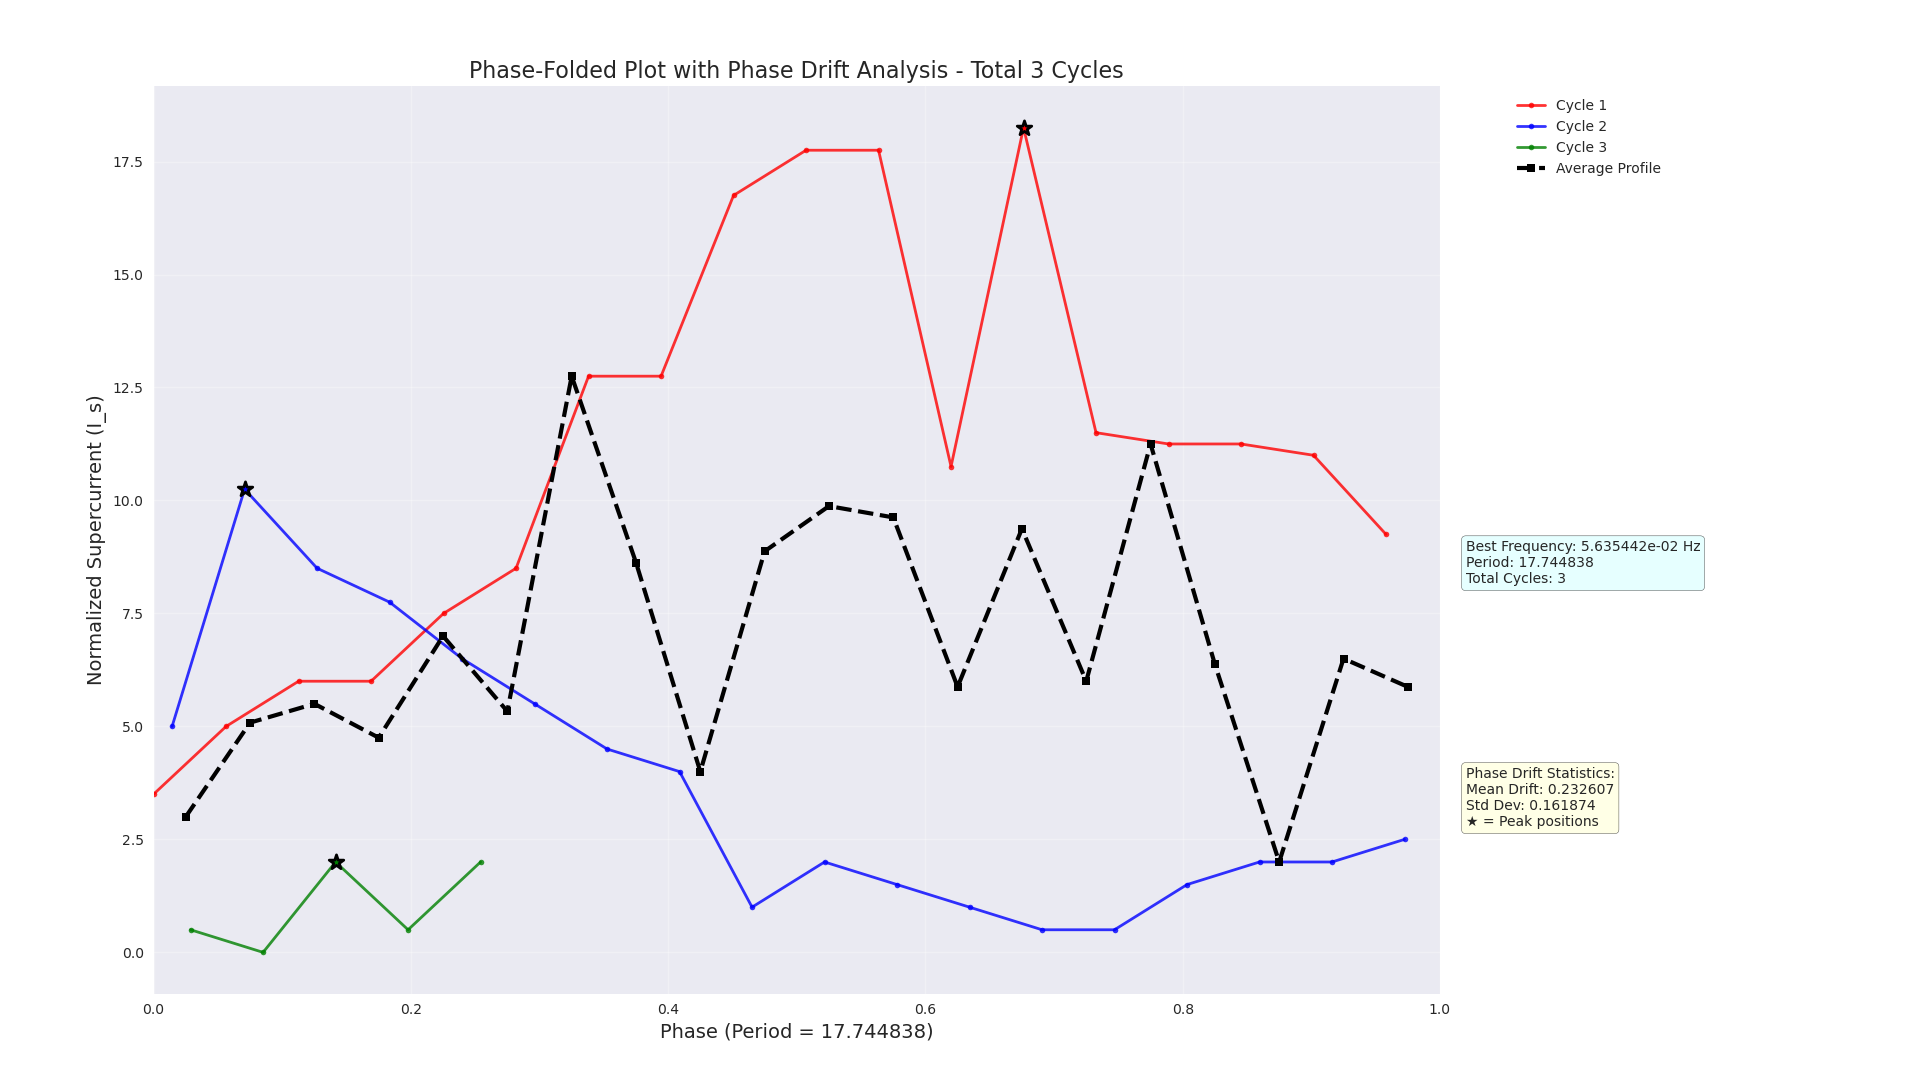 Phase-Folded Plot with Phase Drift Analysis - Total 3 Cycles
Cycle 1
Cycle 2
Cycle 3
Average Profile
Normalized Supercurrent (I_s)
17.5
15.0
12.5
10.0
7.5
5.0
2.5
0.0
0.0 0.2 0.4 0.6 0.8 1.0
Phase (Period = 17.744838)
Best Frequency: 5.635442e-02 Hz
Period: 17.744838
Total Cycles: 3
Phase Drift Statistics:
Mean Drift: 0.232607
Std Dev: 0.161874
★ = Peak positions